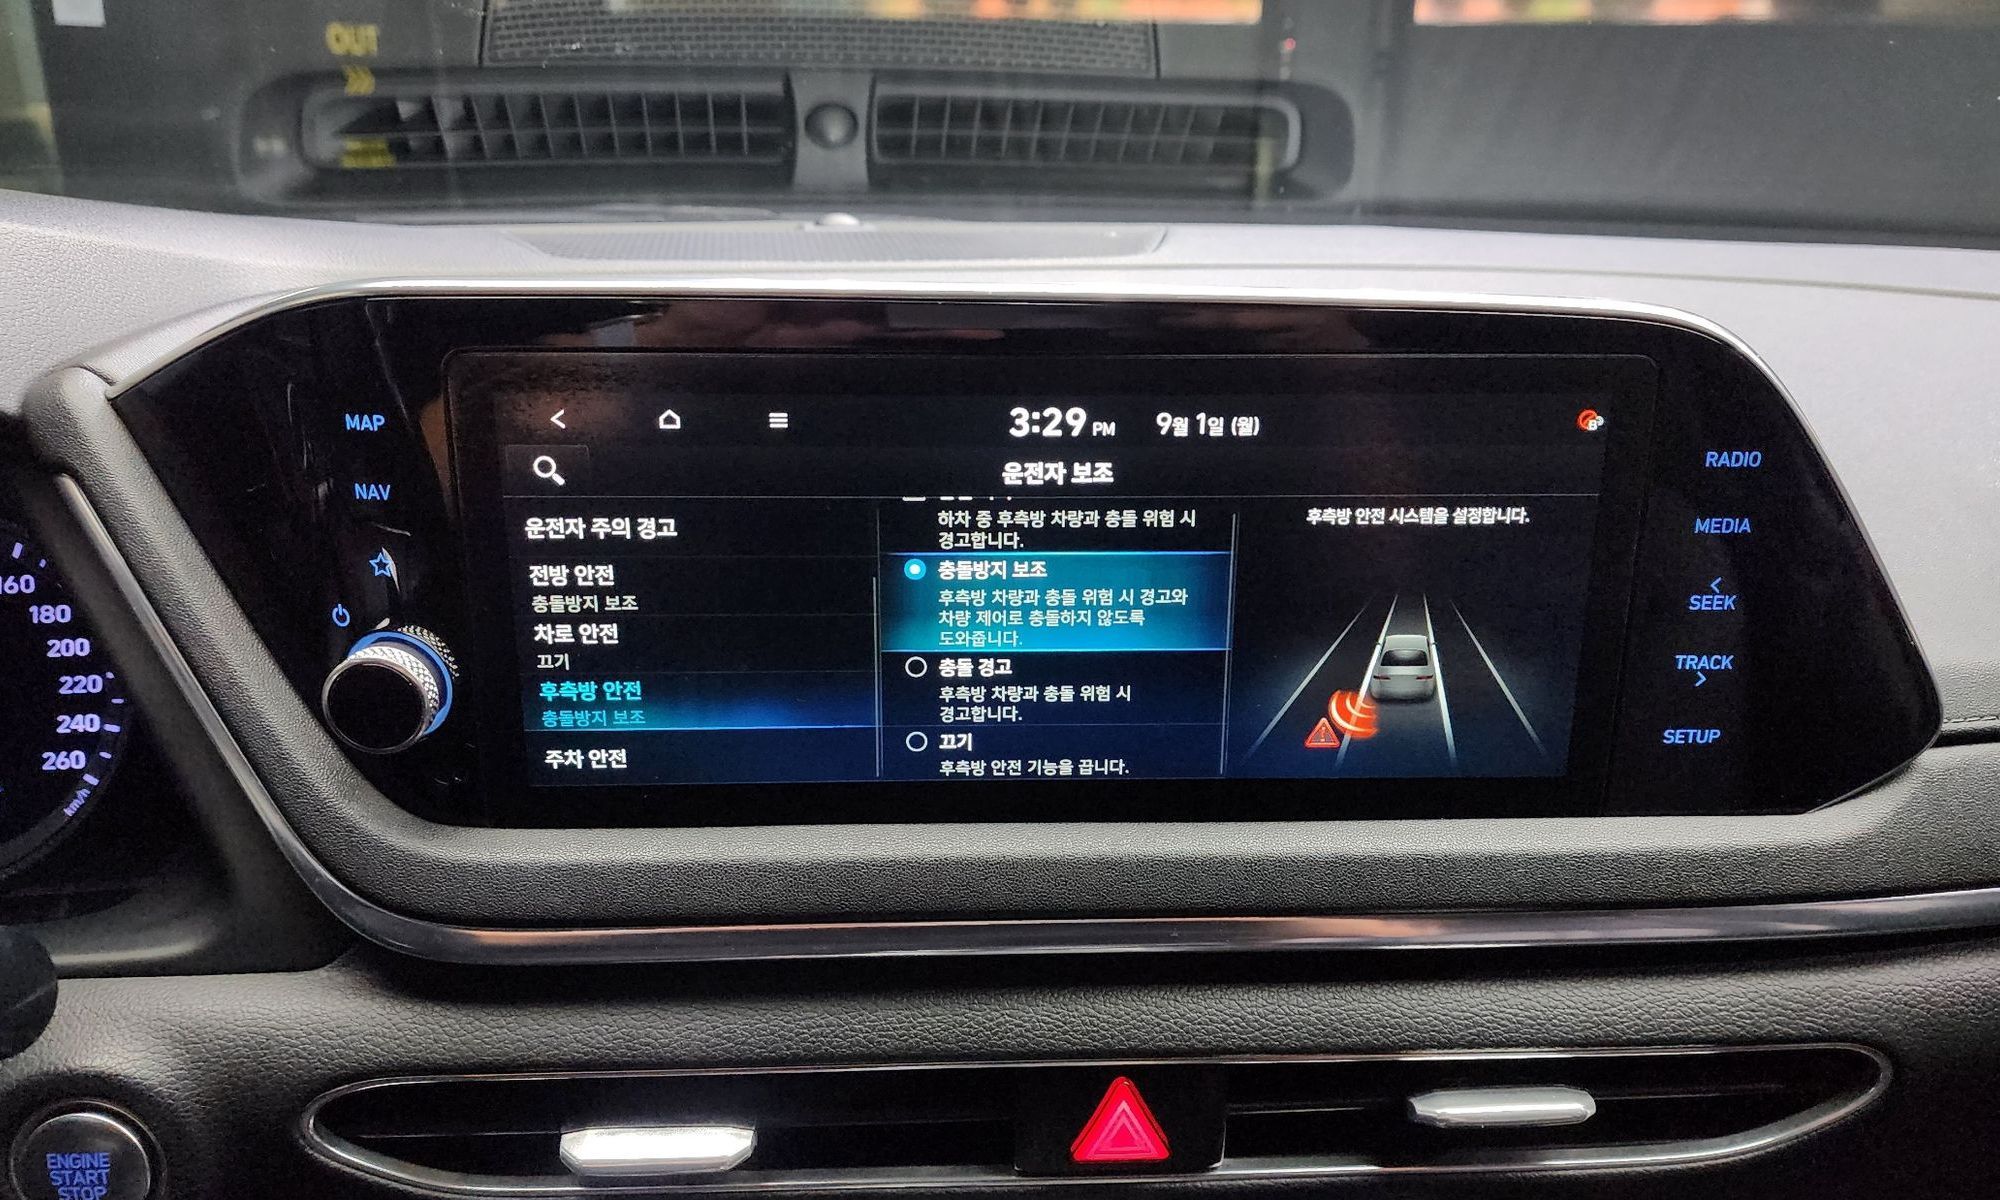 OUT
MAP
NAV
160
180
200
220
240
260
km/h
3:29 PM 9월 1일 (월)
운전자 보조
운전자 주의 경고
전방 안전
충돌방지 보조
차로 안전
끄기
후측방 안전
충돌방지 보조
주차 안전
하차 중 후측방 차량과 충돌 위험 시
경고합니다.
충돌방지 보조
후측방 차량과 충돌 위험 시 경고와
차량 제어로 충돌하지 않도록
도와줍니다.
충돌 경고
후측방 차량과 충돌 위험 시
경고합니다.
끄기
후측방 안전 기능을 끕니다.
후측방 안전 시스템을 설정합니다.
RADIO
MEDIA
SEEK
TRACK
SETUP
ENGINE
START
STOP